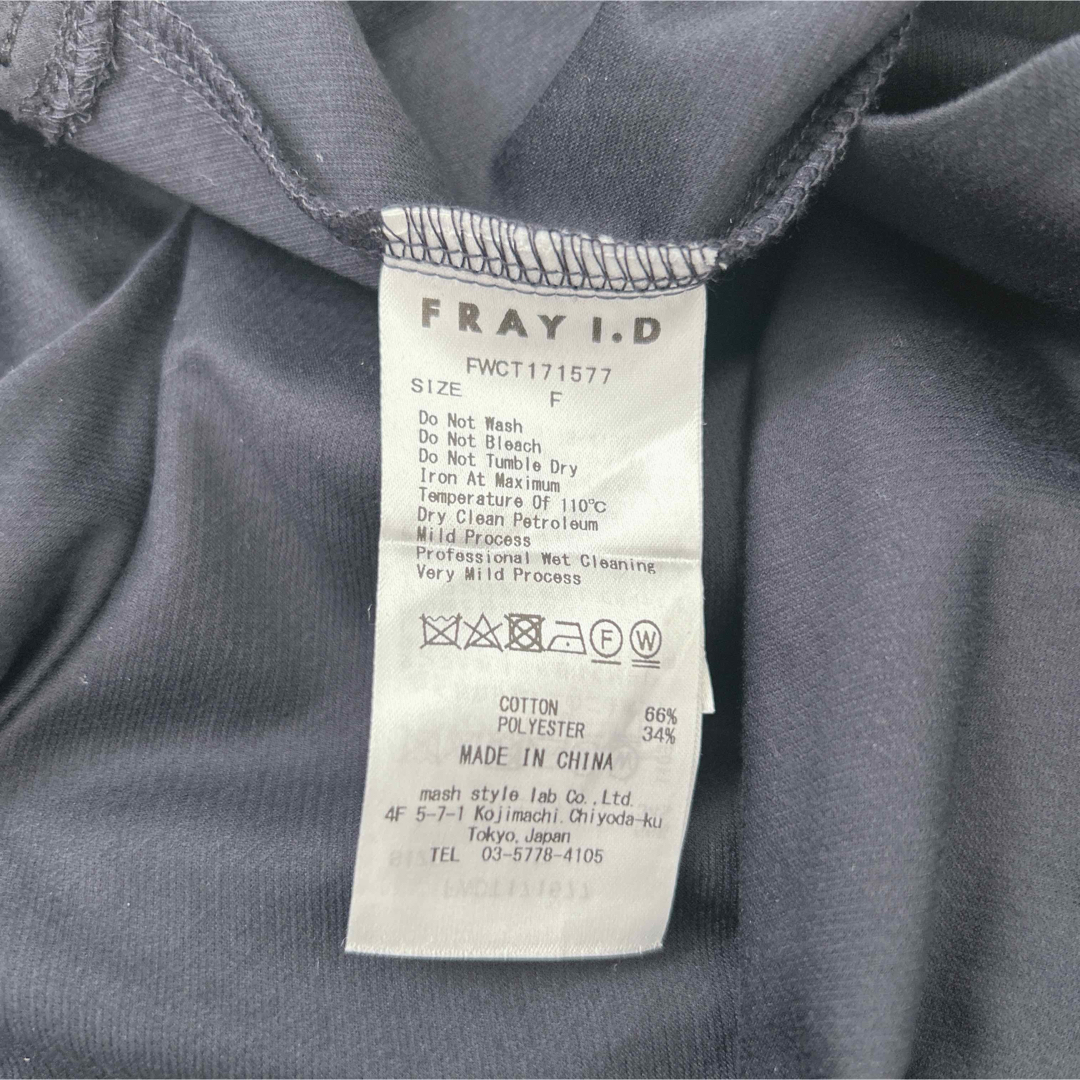 FRAY I.D
FWCT171577
SIZE F
Do Not Wash
Do Not Bleach
Do Not Tumble Dry
Iron At Maximum
Temperature Of 110℃
Dry Clean Petroleum
Mild Process
Professional Wet Cleaning
Very Mild Process
F W
COTTON 66%
POLYESTER 34%
MADE IN CHINA
mash style lab Co.,Ltd.
4F 5-7-1 Kojimachi.Chiyoda-ku
Tokyo,Japan
TEL 03-5778-4105